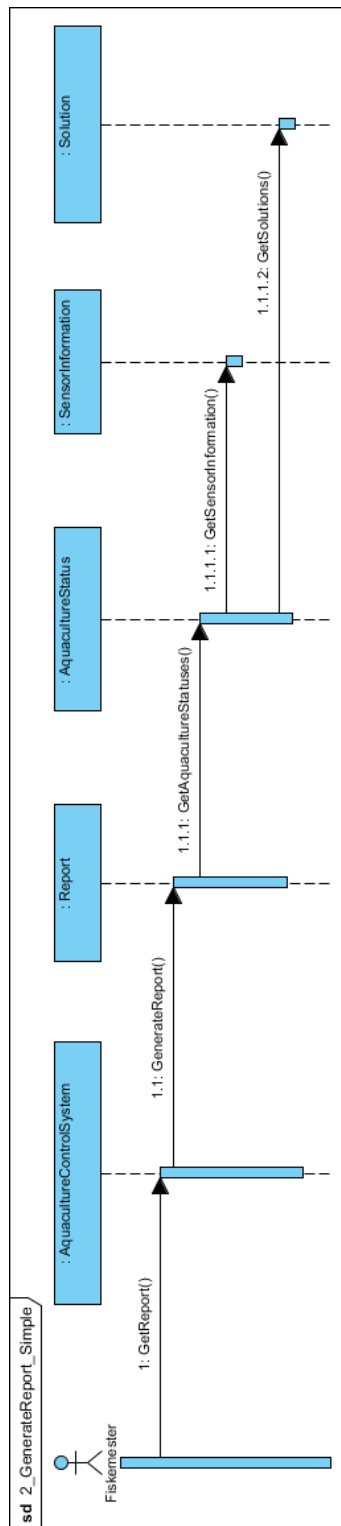 sd 2_GenerateReport_Simple
Fiskemester
: AquacultureControlSystem
: Report
: AquacultureStatus
: SensorInformation
: Solution
1: GetReport()
1.1: GenerateReport()
1.1.1: GetAquacultureStatuses()
1.1.1.1: GetSensorInformation()
1.1.1.2: GetSolutions()